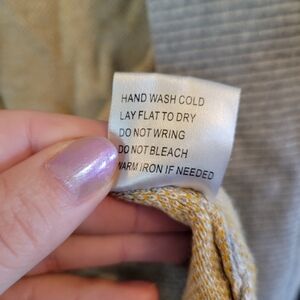 HAND WASH COLD
LAY FLAT TO DRY
DO NOT WRING
DO NOT BLEACH
WARM IRON IF NEEDED